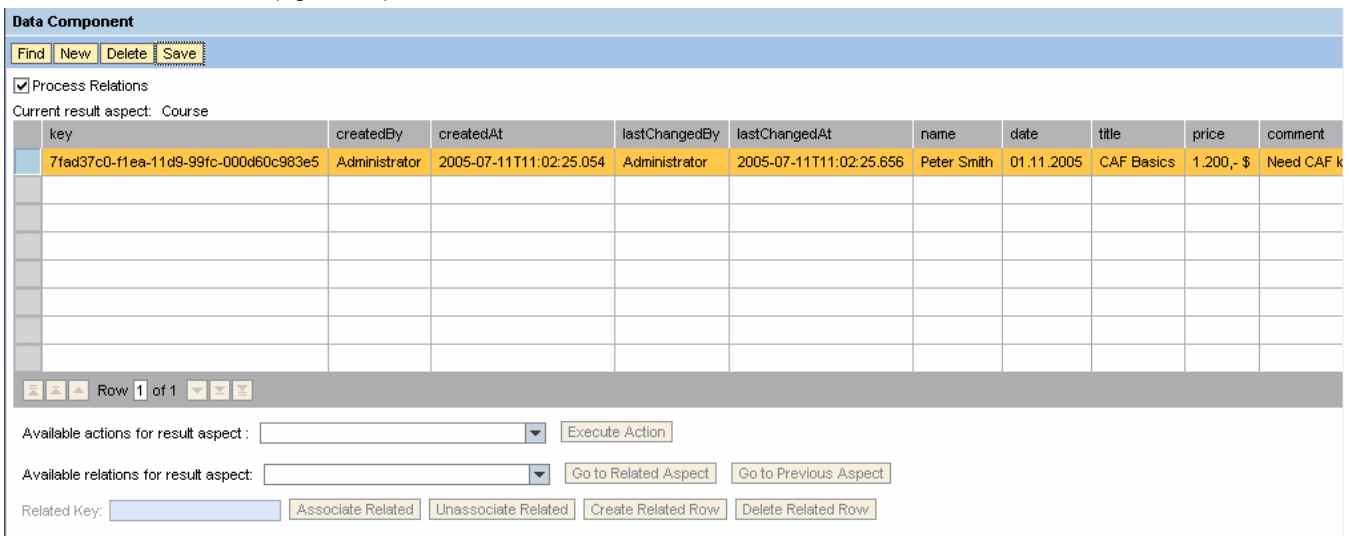 Data Component
Find New Delete Save
Process Relations
Current result aspect: Course
key createdBy createdAt lastChangedBy lastChangedAt name date title price comment
7fad37c0-f1ea-11d9-99fc-000d60c983e5 Administrator 2005-07-11T11:02:25.054 Administrator 2005-07-11T11:02:25.656 Peter Smith 01.11.2005 CAF Basics 1.200,- $ Need CAF k
Row 1 of 1
Available actions for result aspect : Execute Action
Available relations for result aspect: Go to Related Aspect Go to Previous Aspect
Related Key: Associate Related Unassociate Related Create Related Row Delete Related Row